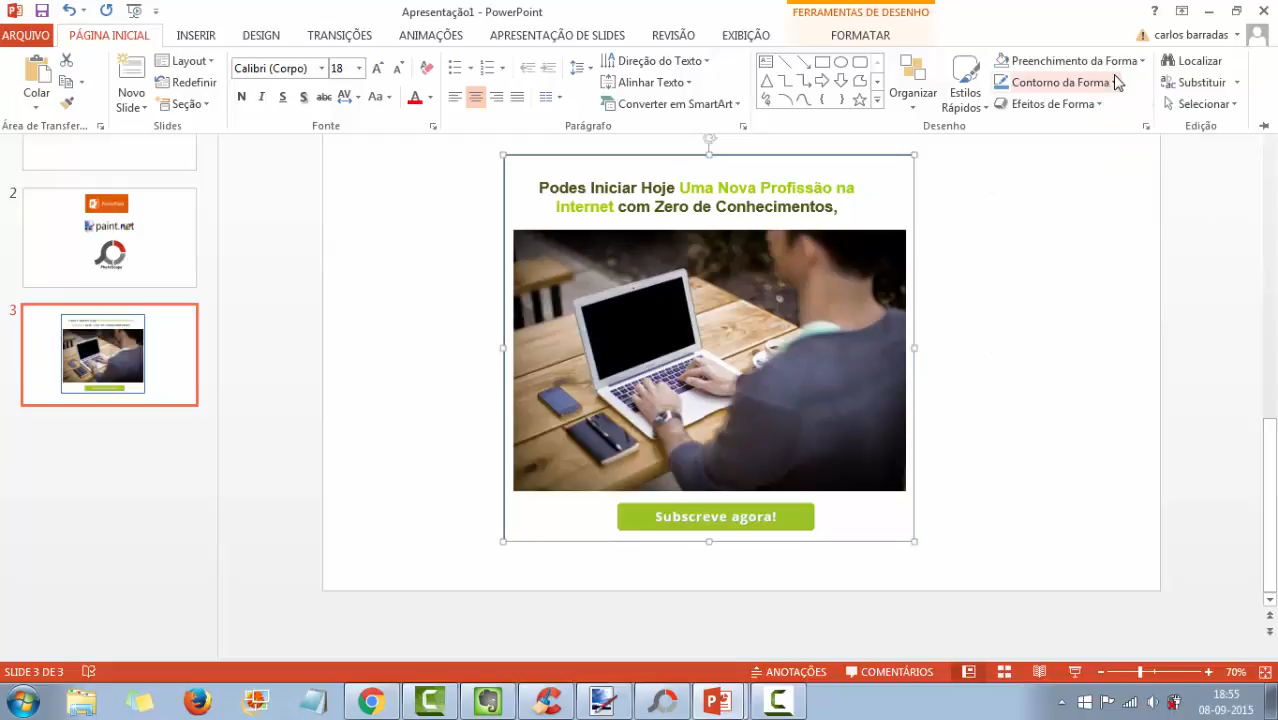 Apresentação1 - PowerPoint
FERRAMENTAS DE DESENHO
ARQUIVO
PÁGINA INICIAL
INSERIR
DESIGN
TRANSIÇÕES
ANIMAÇÕES
APRESENTAÇÃO DE SLIDES
REVISÃO
EXIBIÇÃO
FORMATAR
carlos barradas
Colar
Novo
Slide
Layout
Redefinir
Seção
Calibri (Corpo)
18
N I S S abc AV Aa A
Direção do Texto
Alinhar Texto
Converter em SmartArt
Organizar
Estilos
Rápidos
Preenchimento da Forma
Contorno da Forma
Efeitos de Forma
Localizar
Substituir
Selecionar
Área de Transfer...
Slides
Fonte
Parágrafo
Desenho
Edição
2
PowerPoint
paint.net
PhotoScape
3
Podes Iniciar Hoje Uma Nova Profissão na
internet com Zero de Conhecimentos,
Subscreve agora!
SLIDE 3 DE 3
ANOTAÇÕES
COMENTÁRIOS
70%
18:55
08-09-2015